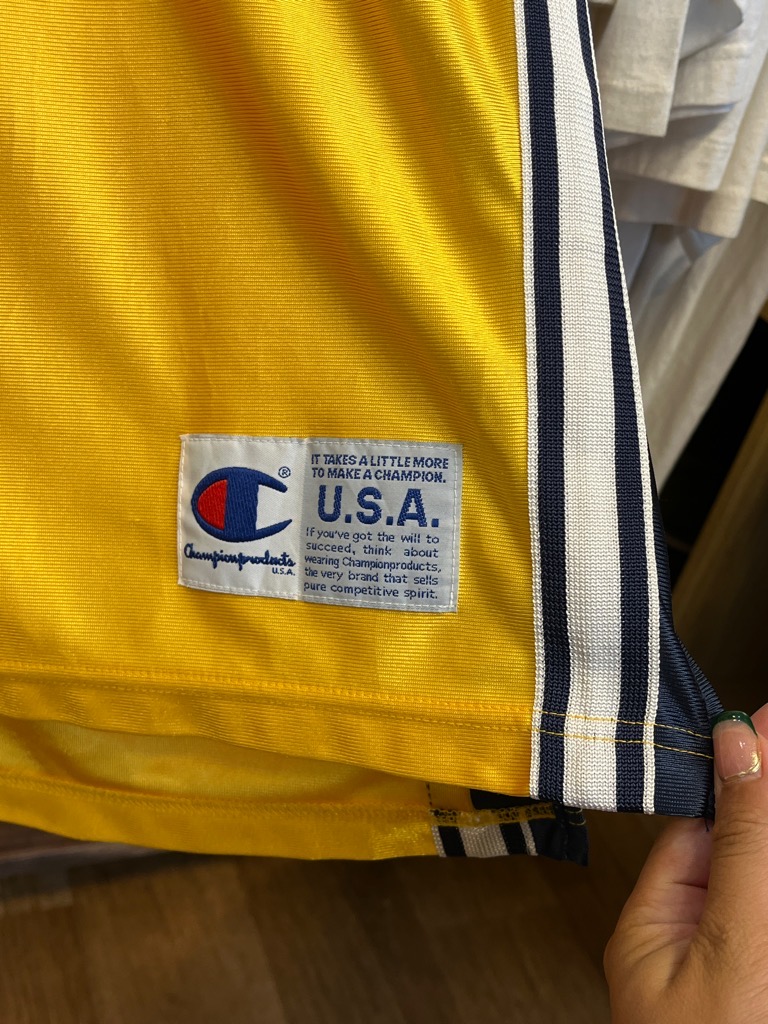 ®
Championproducts
U.S.A.
IT TAKES A LITTLE MORE
TO MAKE A CHAMPION.
U.S.A.
If you've got the will to
succeed, think about
wearing Championproducts,
the very brand that sells
pure competitive spirit.